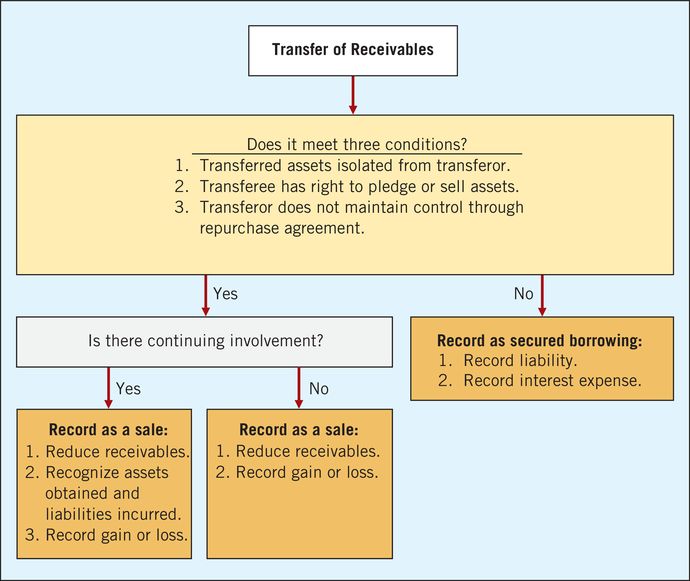 Transfer of Receivables
Does it meet three conditions?
1. Transferred assets isolated from transferor.
2. Transferee has right to pledge or sell assets.
3. Transferor does not maintain control through
repurchase agreement.
Yes
No
Is there continuing involvement?
Record as secured borrowing:
1. Record liability.
2. Record interest expense.
Yes
No
Record as a sale:
1. Reduce receivables.
2. Recognize assets
obtained and
liabilities incurred.
3. Record gain or loss.
Record as a sale:
1. Reduce receivables.
2. Record gain or loss.